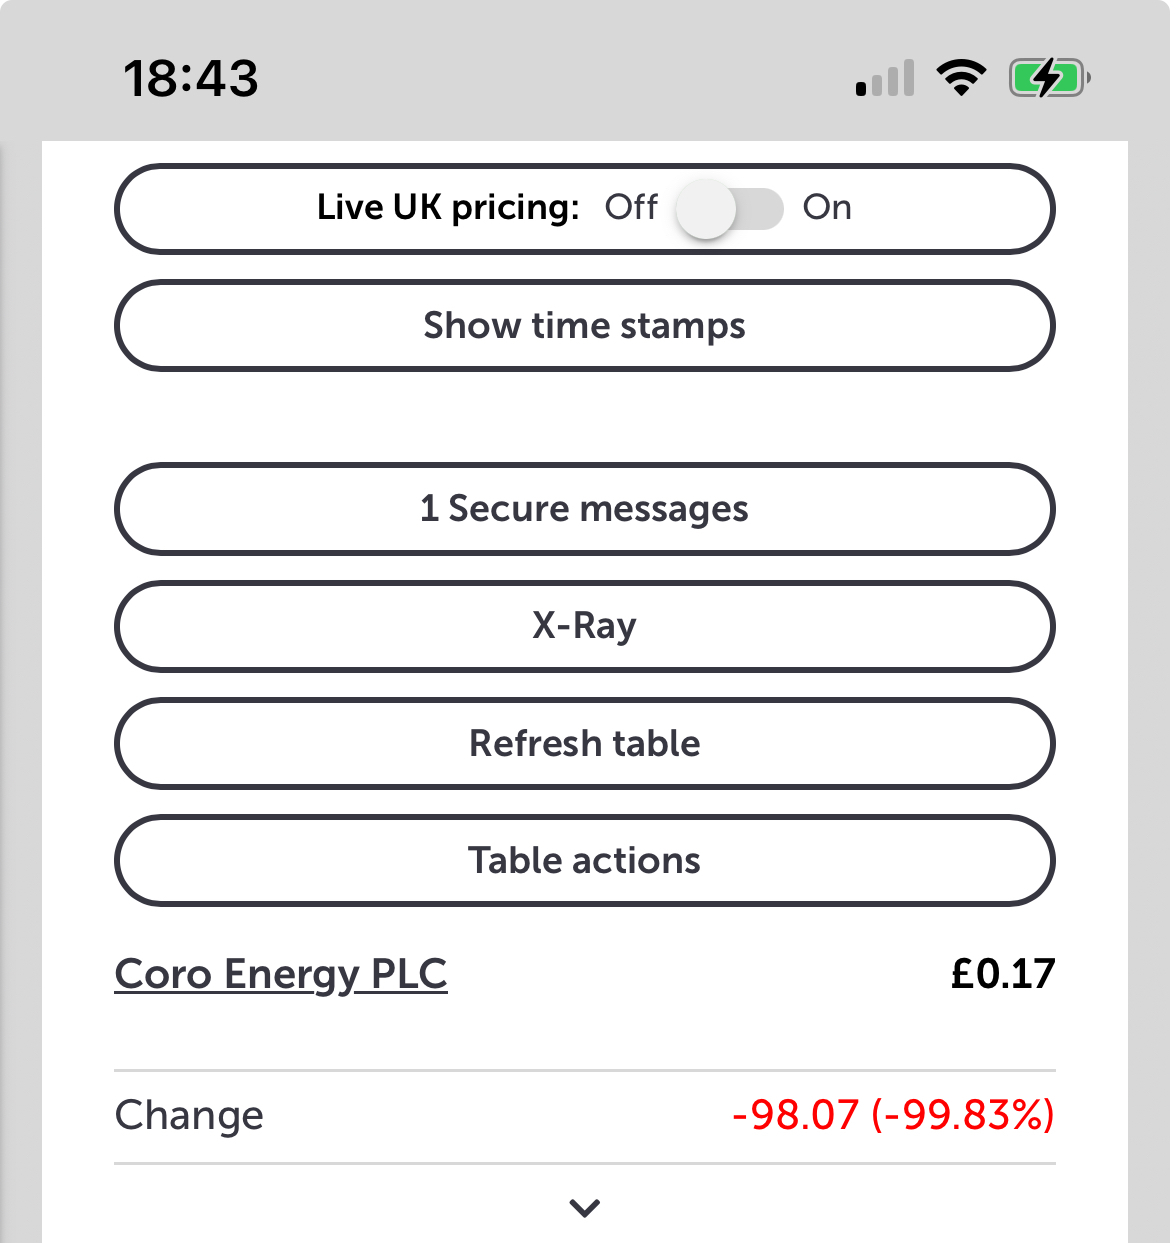 18:43
Live UK pricing: Off On
Show time stamps
1 Secure messages
X-Ray
Refresh table
Table actions
Coro Energy PLC £0.17
Change -98.07 (-99.83%)